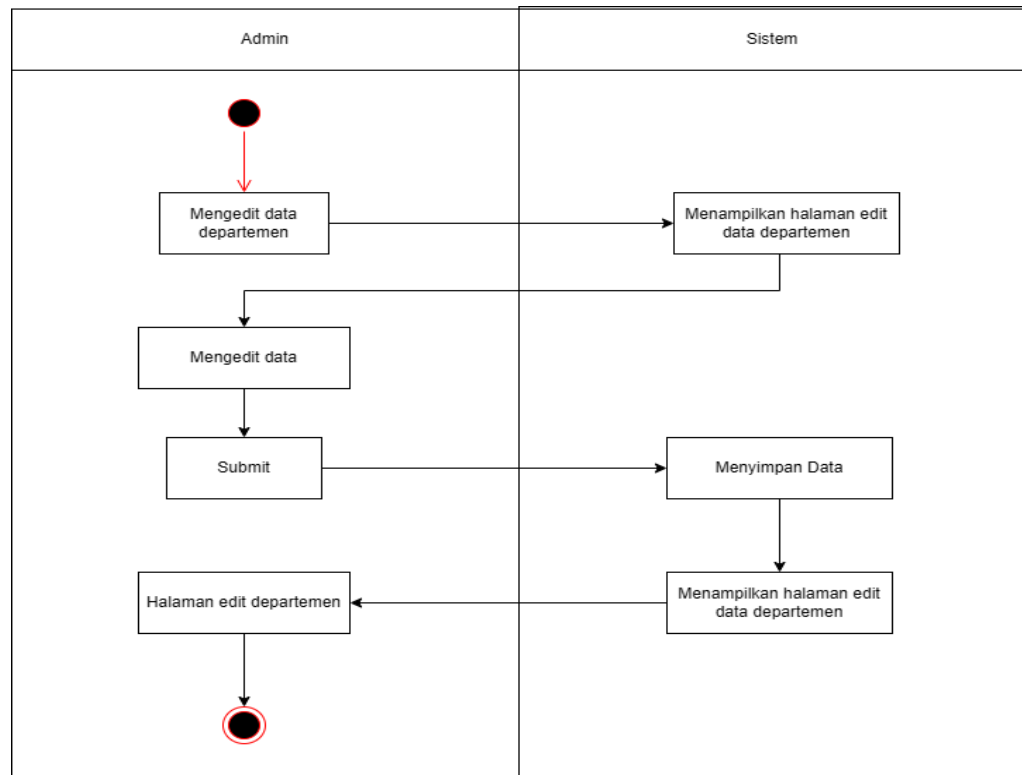 Admin
Sistem
Mengedit data
departemen
Menampilkan halaman edit
data departemen
Mengedit data
Submit
Menyimpan Data
Halaman edit departemen
Menampilkan halaman edit
data departemen